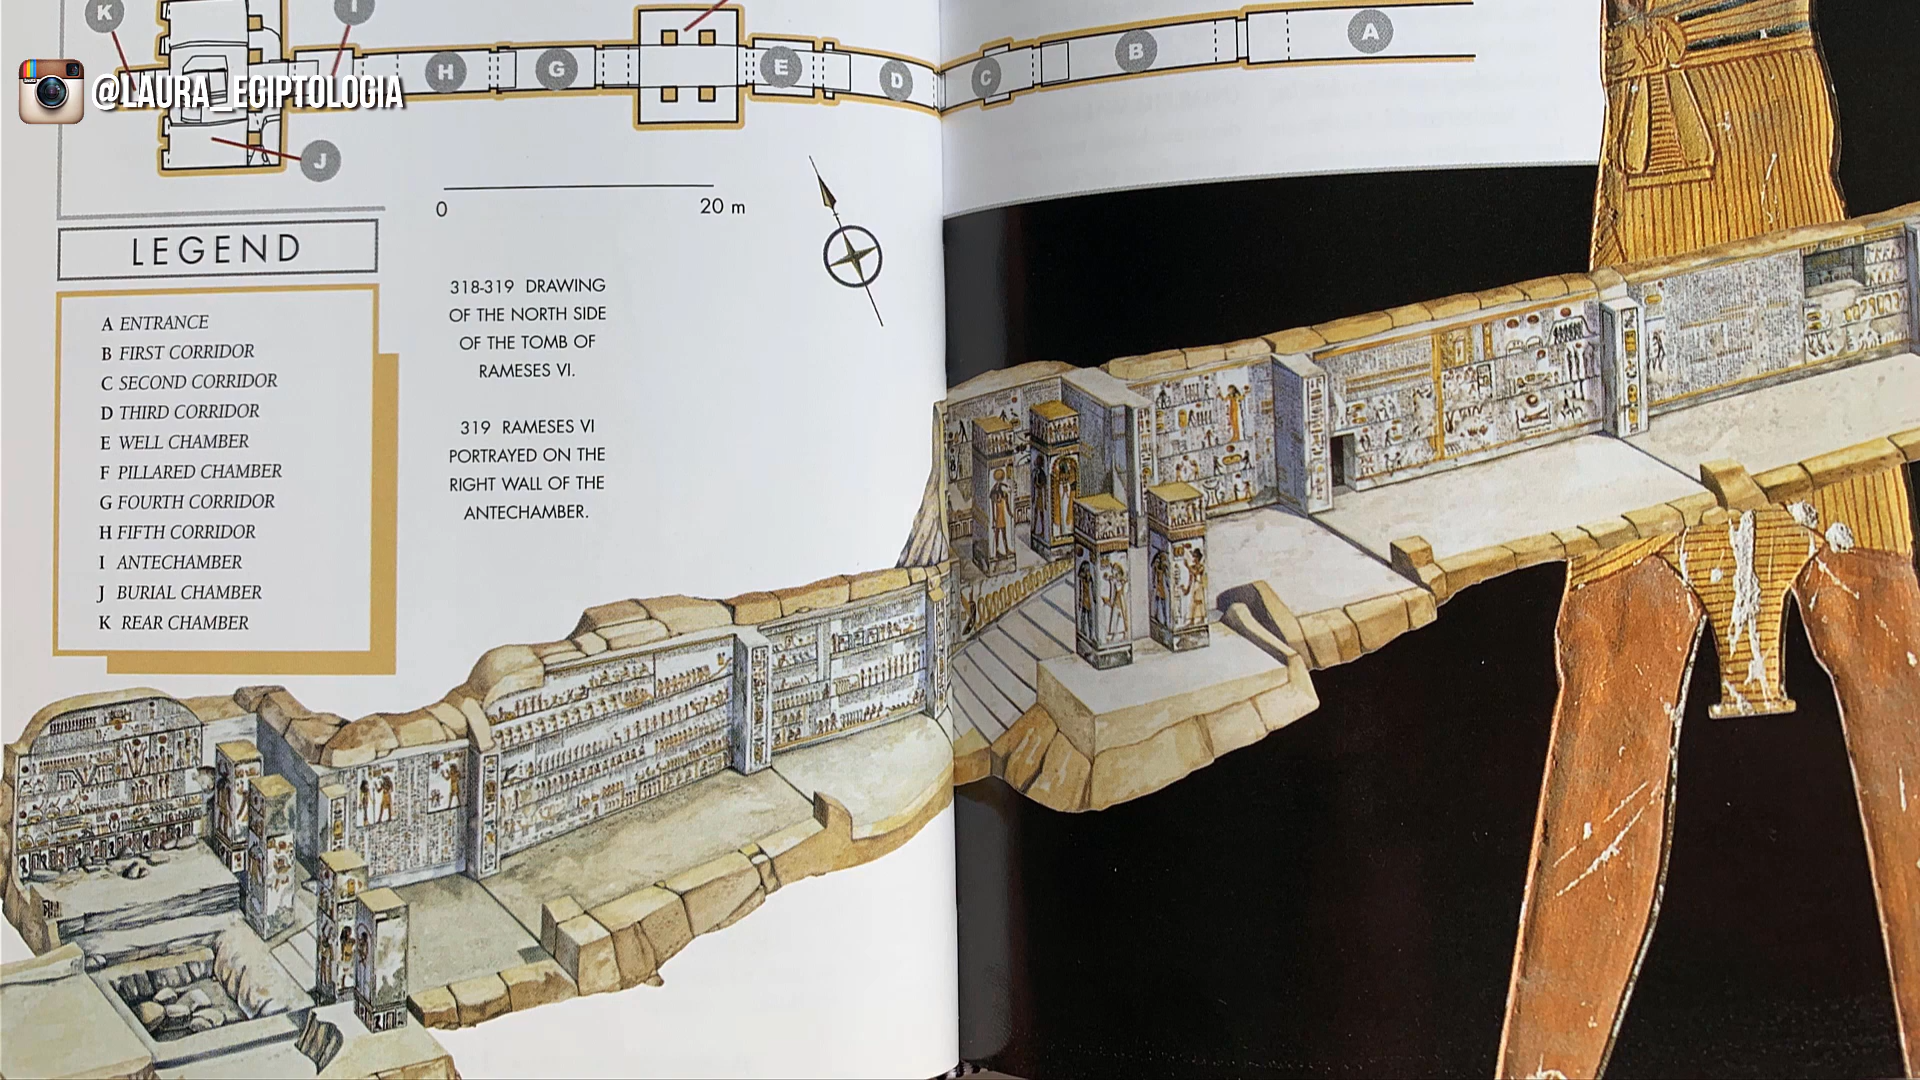 K
I
A
B
@LAURA_EGIPTOLOGIA
H
G
E
D
C
J
0
20 m
LEGEND
A ENTRANCE
B FIRST CORRIDOR
C SECOND CORRIDOR
D THIRD CORRIDOR
E WELL CHAMBER
F PILLARED CHAMBER
G FOURTH CORRIDOR
H FIFTH CORRIDOR
I ANTECHAMBER
J BURIAL CHAMBER
K REAR CHAMBER
318-319 DRAWING
OF THE NORTH SIDE
OF THE TOMB OF
RAMESES VI.
319 RAMESES VI
PORTRAYED ON THE
RIGHT WALL OF THE
ANTECHAMBER.